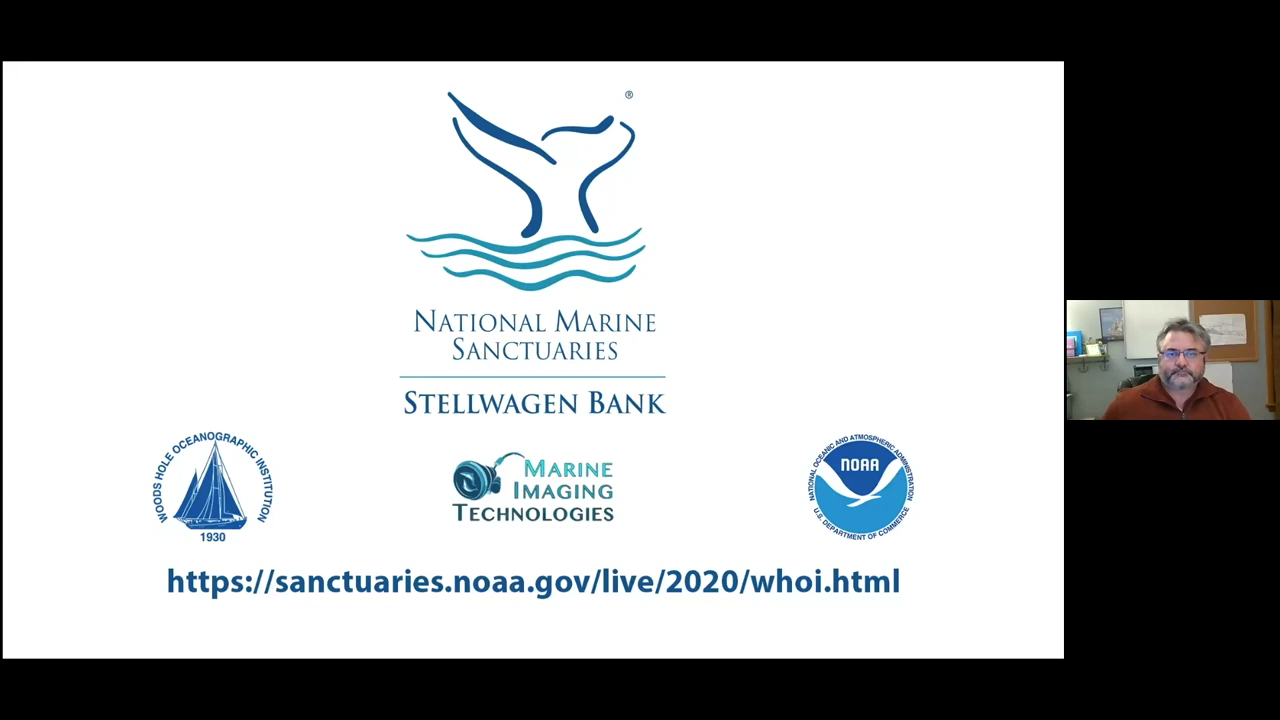 ®
NATIONAL MARINE
SANCTUARIES
STELLWAGEN BANK
WOODS HOLE OCEANOGRAPHIC INSTITUTION
1930
MARINE
IMAGING
TECHNOLOGIES
NATIONAL OCEANIC AND ATMOSPHERIC ADMINISTRATION
NOAA
U.S. DEPARTMENT OF COMMERCE
https://sanctuaries.noaa.gov/live/2020/whoi.html